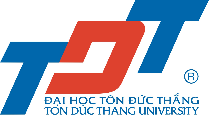 TDT
®
ĐẠI HỌC TÔN ĐỨC THẮNG
TON DUC THANG UNIVERSITY